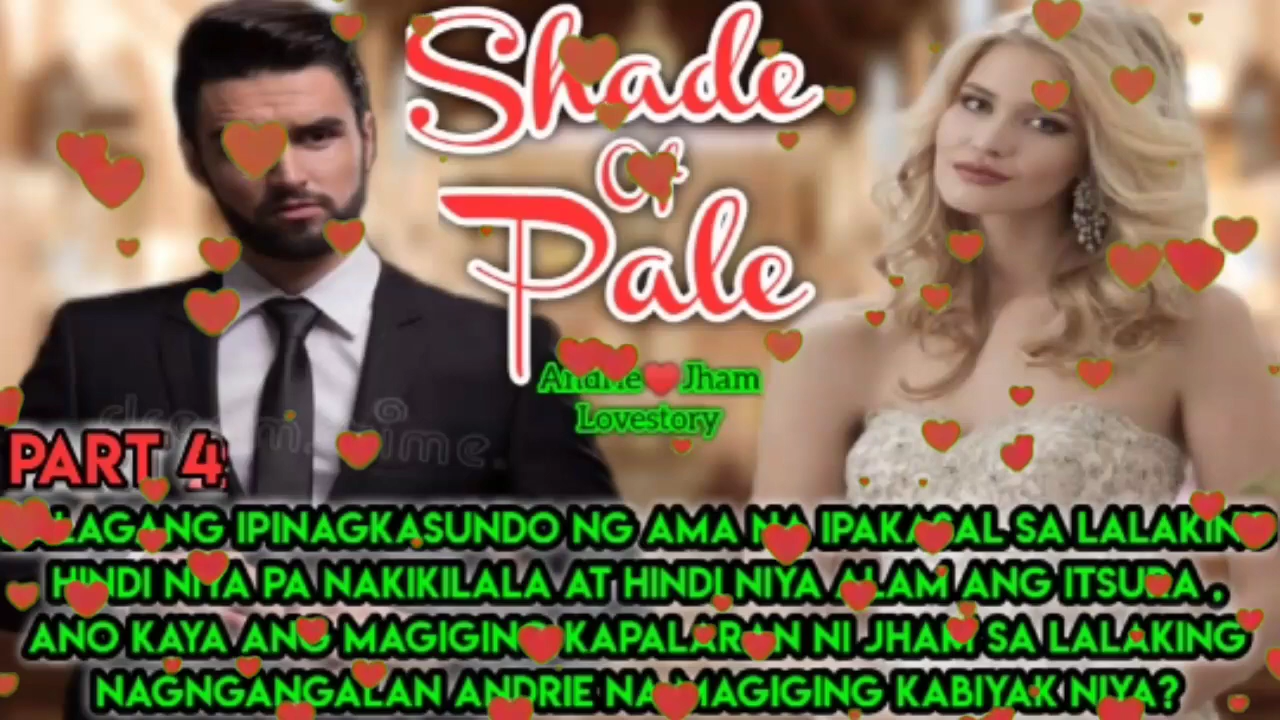 Shade
Of
Pale
Andrie Jham
Lovestory
PART 4
IPINAGKASUNDO NG AMA NA IPAKASAL SA LALAKING
HINDI NIYA PA NAKIKILALA AT HINDI NIYA ALAM ANG ITSURA ,
ANO KAYA ANG MAGIGING KAPALARAN NI JHAM SA LALAKING
NAGNGANGALAN ANDRIE NA MAGIGING KABIYAK NIYA?